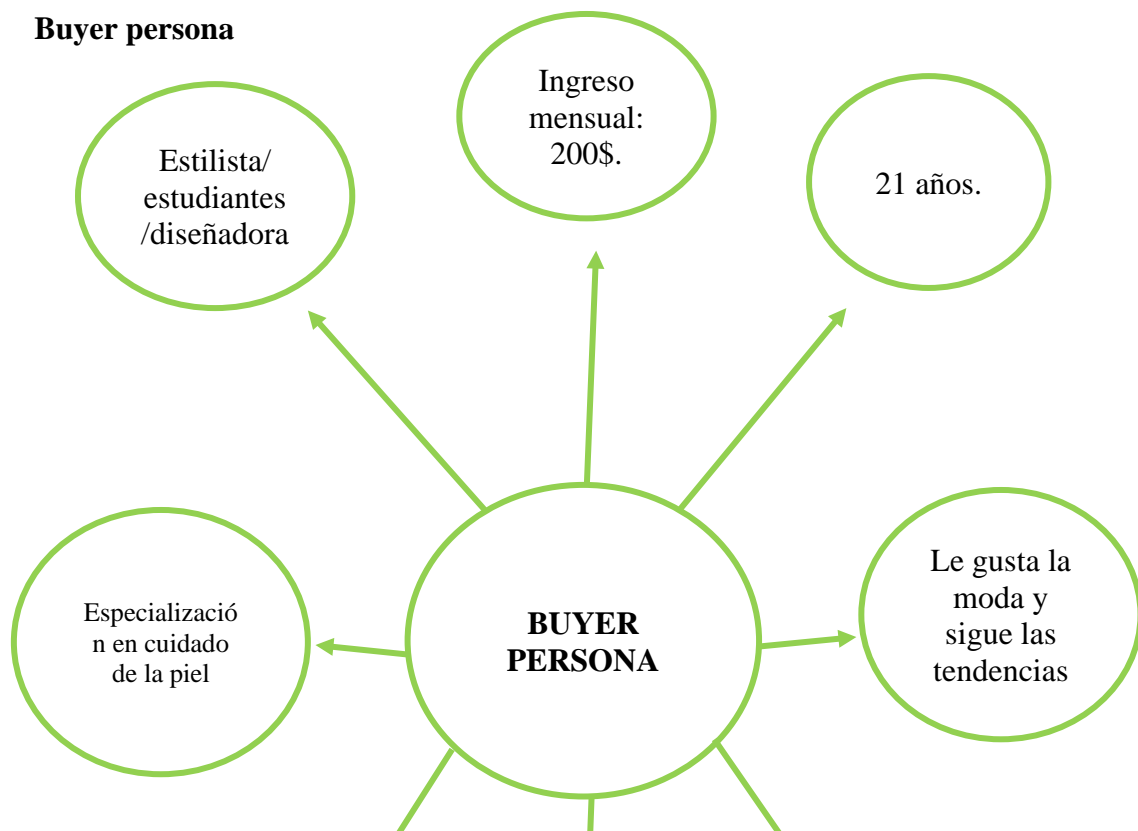 Buyer persona
Estilista/
estudiantes
/diseñadora
Ingreso
mensual:
200$.
21 años.
Especializació
n en cuidado
de la piel
BUYER
PERSONA
Le gusta la
moda y
sigue las
tendencias